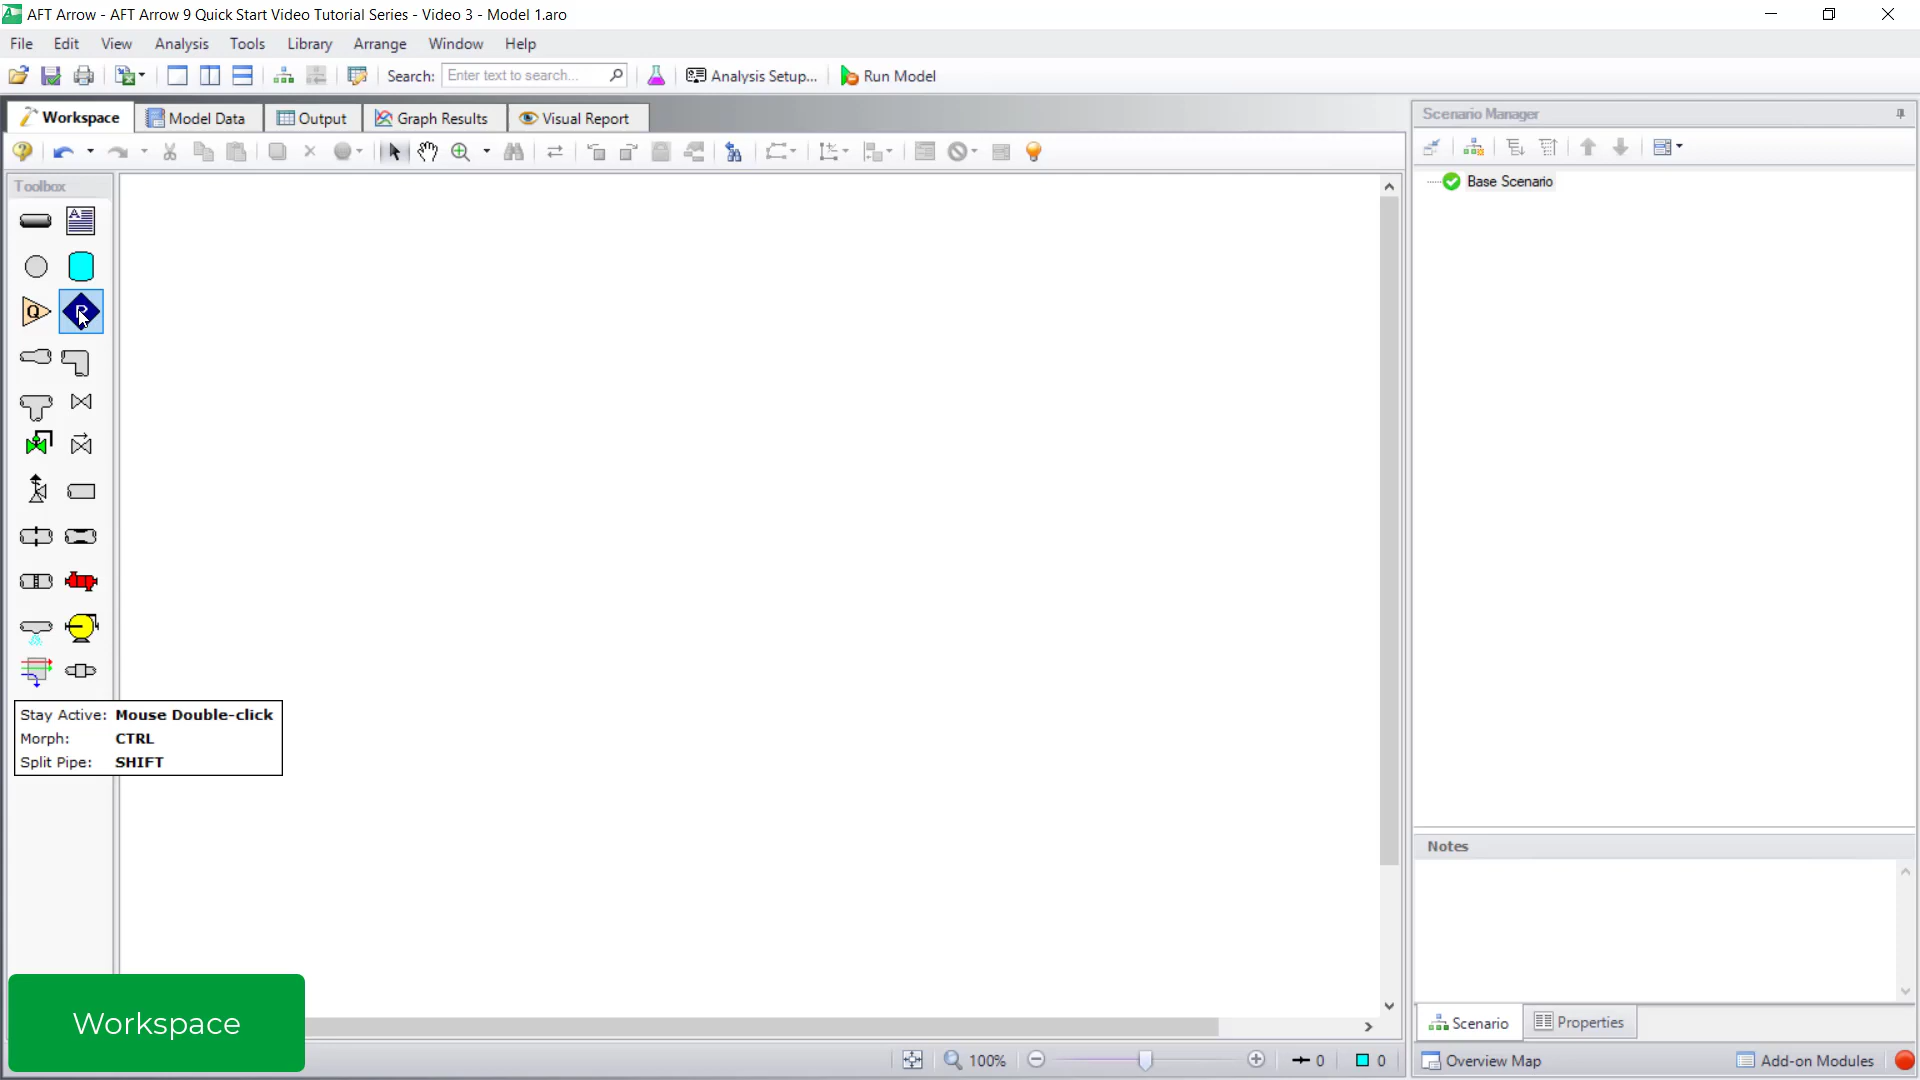 AFT Arrow - AFT Arrow 9 Quick Start Video Tutorial Series - Video 3 - Model 1.aro
File Edit View Analysis Tools Library Arrange Window Help
Search: Enter text to search... Analysis Setup... Run Model
Workspace Model Data Output Graph Results Visual Report
Scenario Manager
Toolbox
Base Scenario
A
Q
Stay Active: Mouse Double-click
Morph: CTRL
Split Pipe: SHIFT
Notes
Workspace
Scenario Properties
100% 0 0 Overview Map Add-on Modules